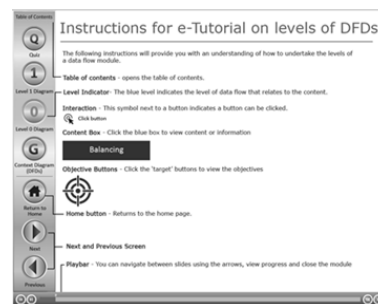 Table of Contents
Instructions for e-Tutorial on levels of DFDs
Q
Quiz
The following instructions will provide you with an understanding of how to undertake the levels of
a data flow module.
1
Table of contents - opens the table of contents.
Level 1 Diagram
Level Indicator- The blue level indicates the level of data flow that relates to the content.
0
Interaction - This symbol next to a button indicates a button can be clicked.
Click button
Level 0 Diagram
Content Box - Click the blue box to view content or information
G
Balancing
Context Diagram
(DFDs)
Objective Buttons - Click the 'target' buttons to view the objectives
Return to
Home
Home button - Returns to the home page.
Next
Next and Previous Screen
Previous
Playbar - You can navigate between slides using the arrows, view progress and close the module